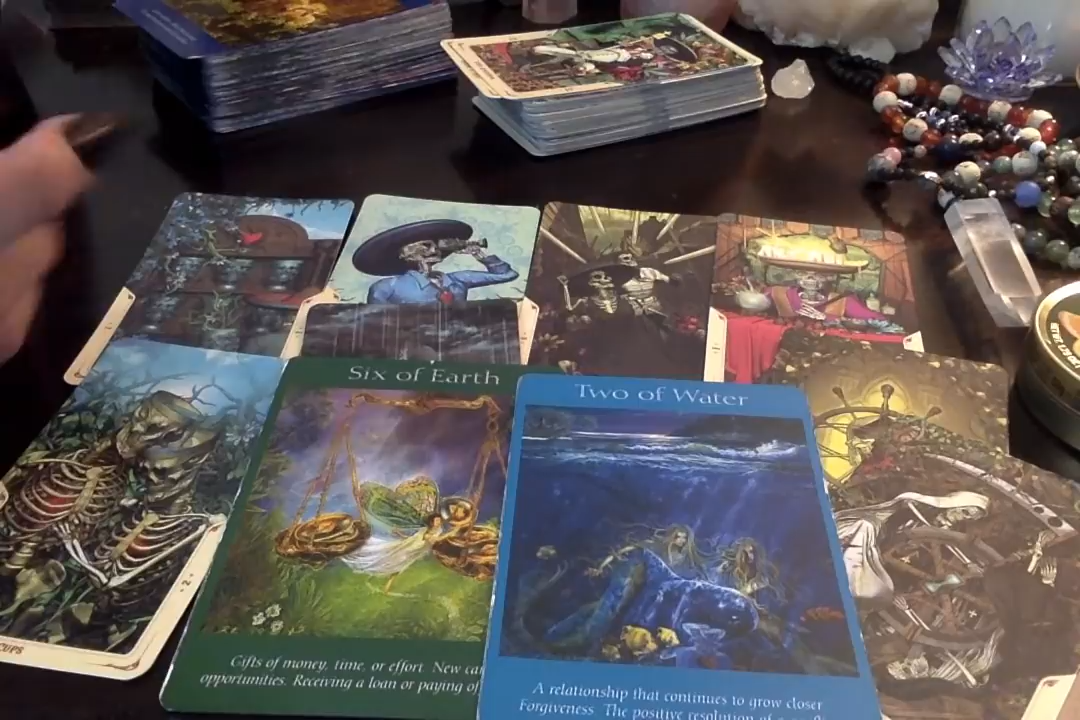 Six of Earth
Two of Water
-2-
CUPS
Gifts of money, time, or effort. New
opportunities. Receiving a loan or paying
A relationship that continues to grow closer
Forgiveness. The positive resolution of a